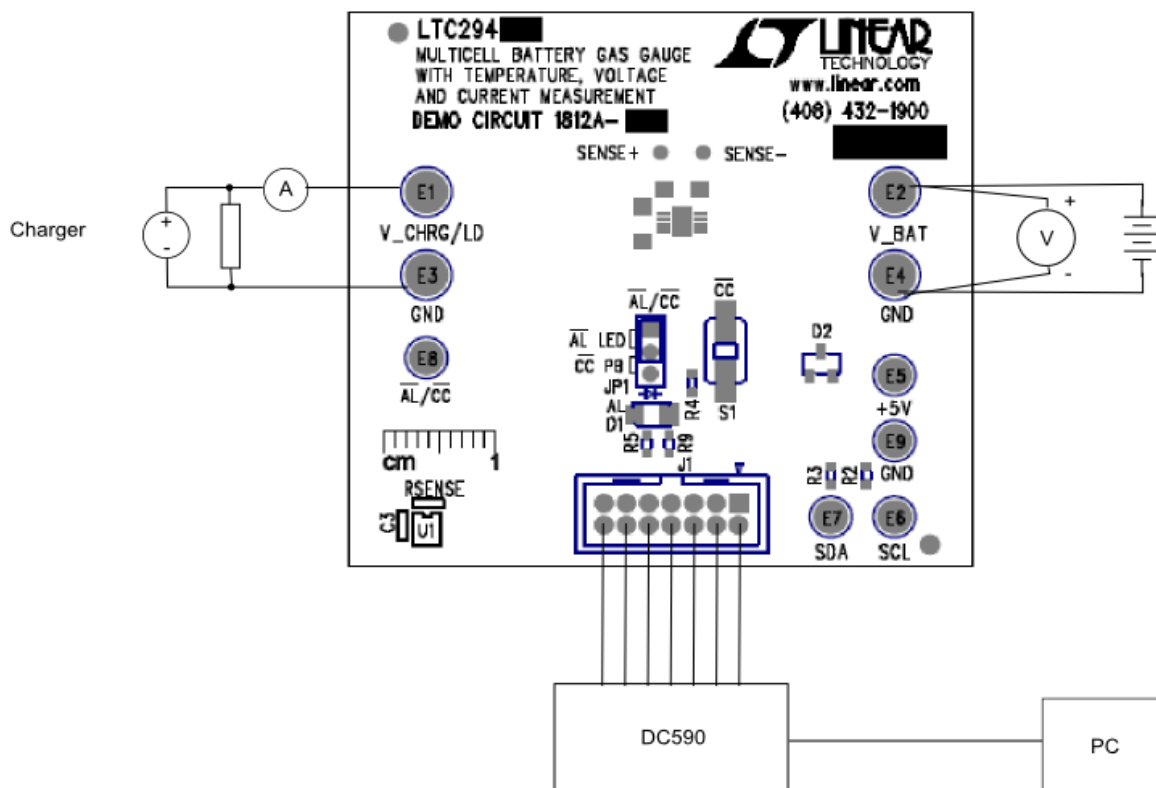 LTC294
MULTICELL BATTERY GAS GAUGE
WITH TEMPERATURE, VOLTAGE
AND CURRENT MEASUREMENT
DEMO CIRCUIT 1812A-
LINEAR
TECHNOLOGY
www.linear.com
(408) 432-1900
SENSE+ SENSE-
Charger
+
-
A
E1
V_CHRG/LD
E3
GND
E8
AL/CC
E2
V_BAT
E4
GND
+
V
-
AL/CC
CC
AL LED
CC PB
JP1
AL
D1
R4
S1
R5
R9
D2
E5
+5V
E9
GND
R3
R2
E7
SDA
E6
SCL
cm 1
RSENSE
C3
U1
J1
DC590
PC